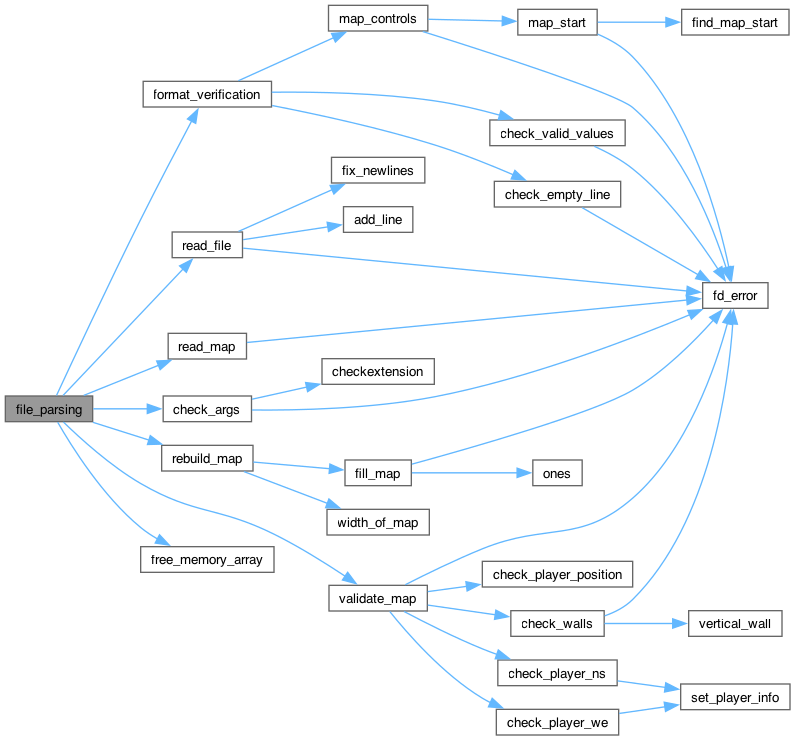 map_controls
map_start
find_map_start
format_verification
check_valid_values
fix_newlines
check_empty_line
add_line
read_file
fd_error
read_map
checkextension
file_parsing
check_args
rebuild_map
fill_map
ones
width_of_map
free_memory_array
check_player_position
validate_map
check_walls
vertical_wall
check_player_ns
set_player_info
check_player_we